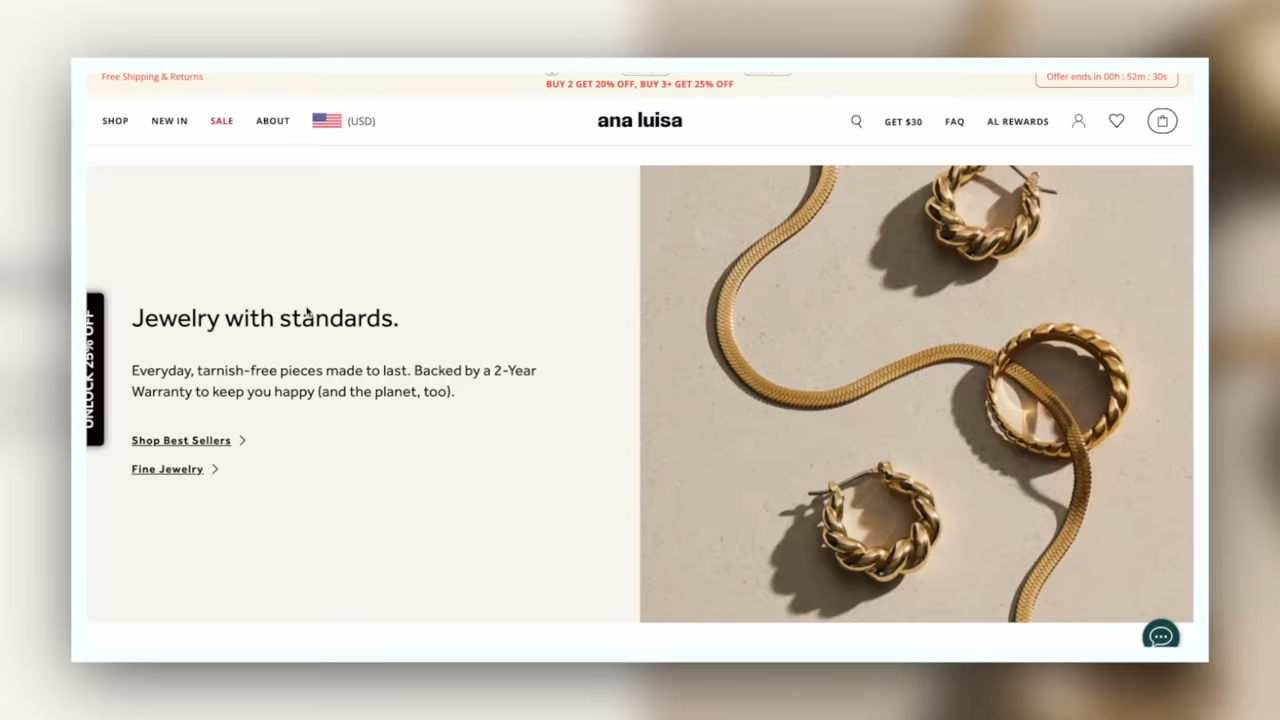 Free Shipping & Returns
BUY 2 GET 20% OFF, BUY 3+ GET 25% OFF
Offer ends in 00h : 52m : 30s
SHOP NEW IN SALE ABOUT (USD) ana luisa GET $30 FAQ AL REWARDS
UNLOCK 25% OFF
Jewelry with standards.
Everyday, tarnish-free pieces made to last. Backed by a 2-Year
Warranty to keep you happy (and the planet, too).
Shop Best Sellers
Fine Jewelry